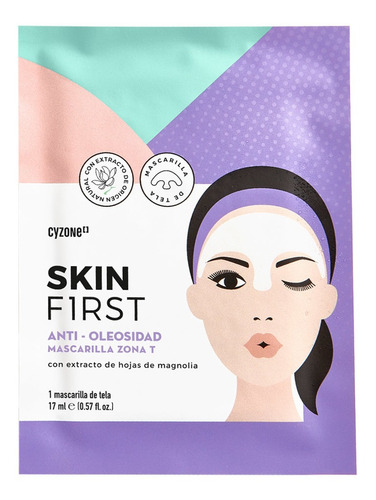 CON EXTRACTO DE ORIGEN NATURAL
MASCARILLA DE TELA
cyzone
SKIN
F1RST
ANTI - OLEOSIDAD
MASCARILLA ZONA T
con extracto de hojas de magnolia
1 mascarilla de tela
17 ml ℮ (0.57 fl. oz.)